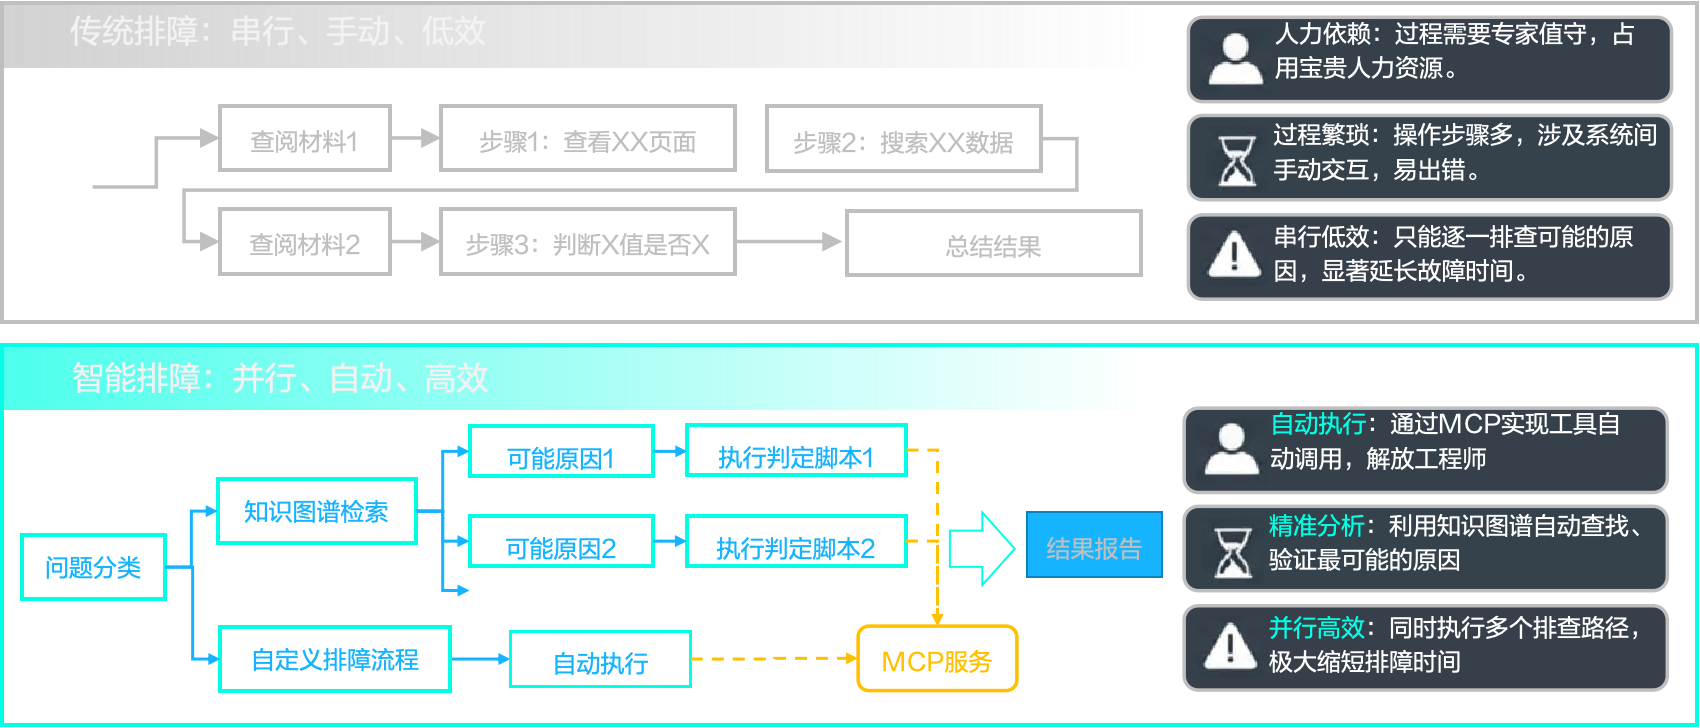 传统排障：串行、手动、低效
查阅材料1
步骤1：查看XX页面
步骤2：搜索XX数据
查阅材料2
步骤3：判断X值是否X
总结结果
人力依赖：过程需要专家值守，占
用宝贵人力资源。
过程繁琐：操作步骤多，涉及系统间
手动交互，易出错。
串行低效：只能逐一排查可能的原
因，显著延长故障时间。
智能排障：并行、自动、高效
问题分类
知识图谱检索
可能原因1
执行判定脚本1
可能原因2
执行判定脚本2
结果报告
自定义排障流程
自动执行
MCP服务
自动执行：通过MCP实现工具自
动调用，解放工程师
精准分析：利用知识图谱自动查找、
验证最可能的原因
并行高效：同时执行多个排查路径，
极大缩短排障时间